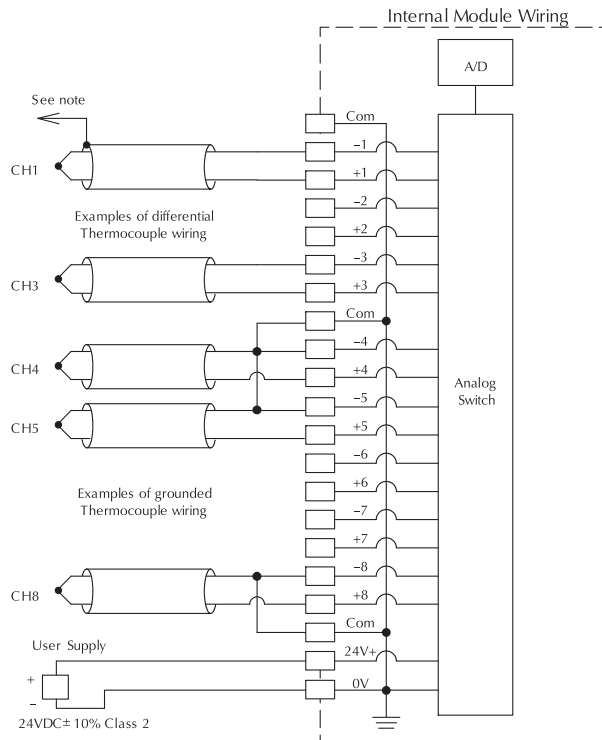 Internal Module Wiring
A/D
See note
Com
–1
CH1
+1
–2
Examples of differential
Thermocouple wiring
+2
–3
CH3
+3
Com
–4
CH4
+4
Analog
Switch
–5
CH5
+5
–6
Examples of grounded
Thermocouple wiring
+6
–7
+7
–8
CH8
+8
Com
User Supply
24V+
+
0V
–
24VDC± 10% Class 2